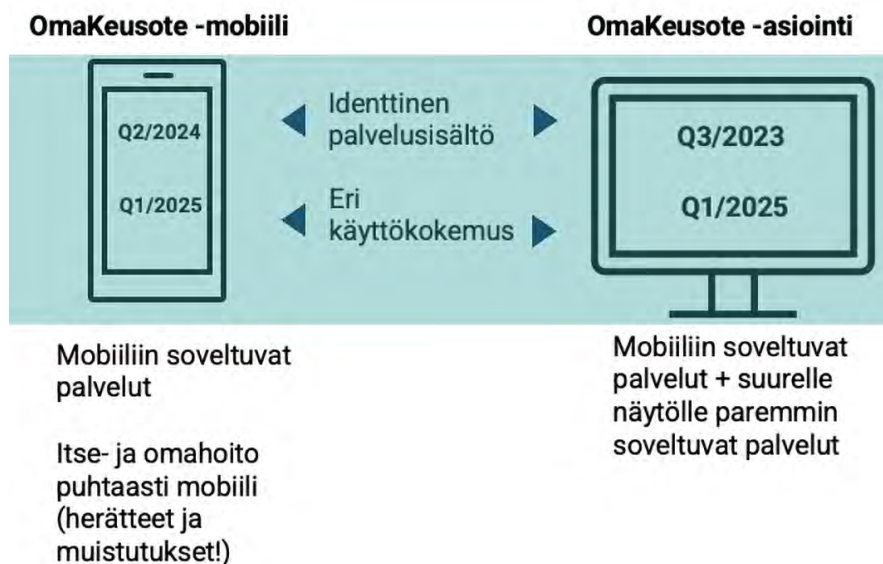 OmaKeusote -mobiili
OmaKeusote -asiointi
Q2/2024
Q1/2025
Identtinen
palvelusisältö
Eri
käyttökokemus
Q3/2023
Q1/2025
Mobiiliin soveltuvat
palvelut
Itse- ja omahoito
puhtaasti mobiili
(herätteet ja
muistutukset!)
Mobiiliin soveltuvat
palvelut + suurelle
näytölle paremmin
soveltuvat palvelut